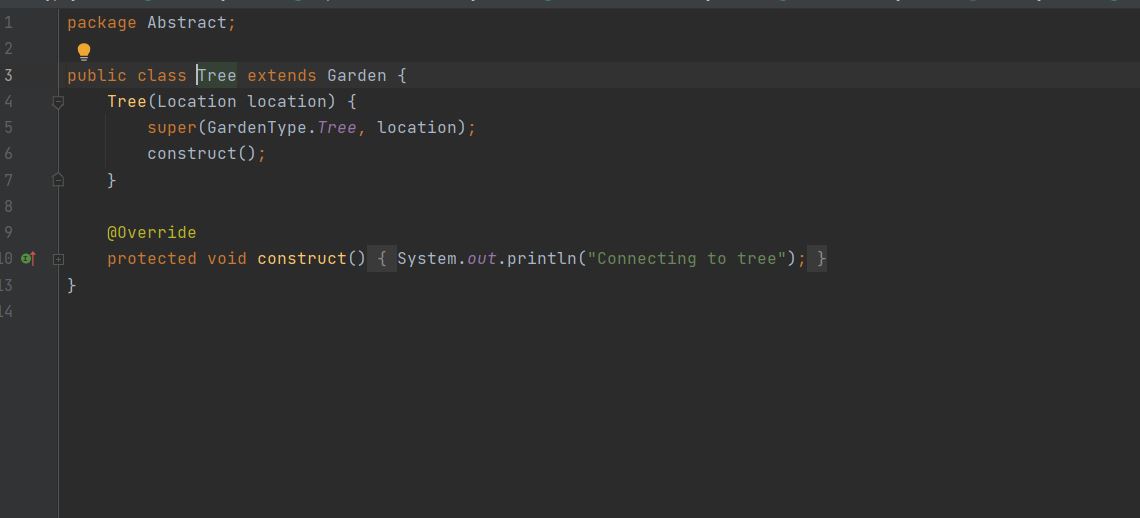 1 package Abstract;
2
3 public class Tree extends Garden {
4 Tree(Location location) {
5 super(GardenType.Tree, location);
6 construct();
7 }
8
9 @Override
10 protected void construct() { System.out.println("Connecting to tree"); }
13 }
14